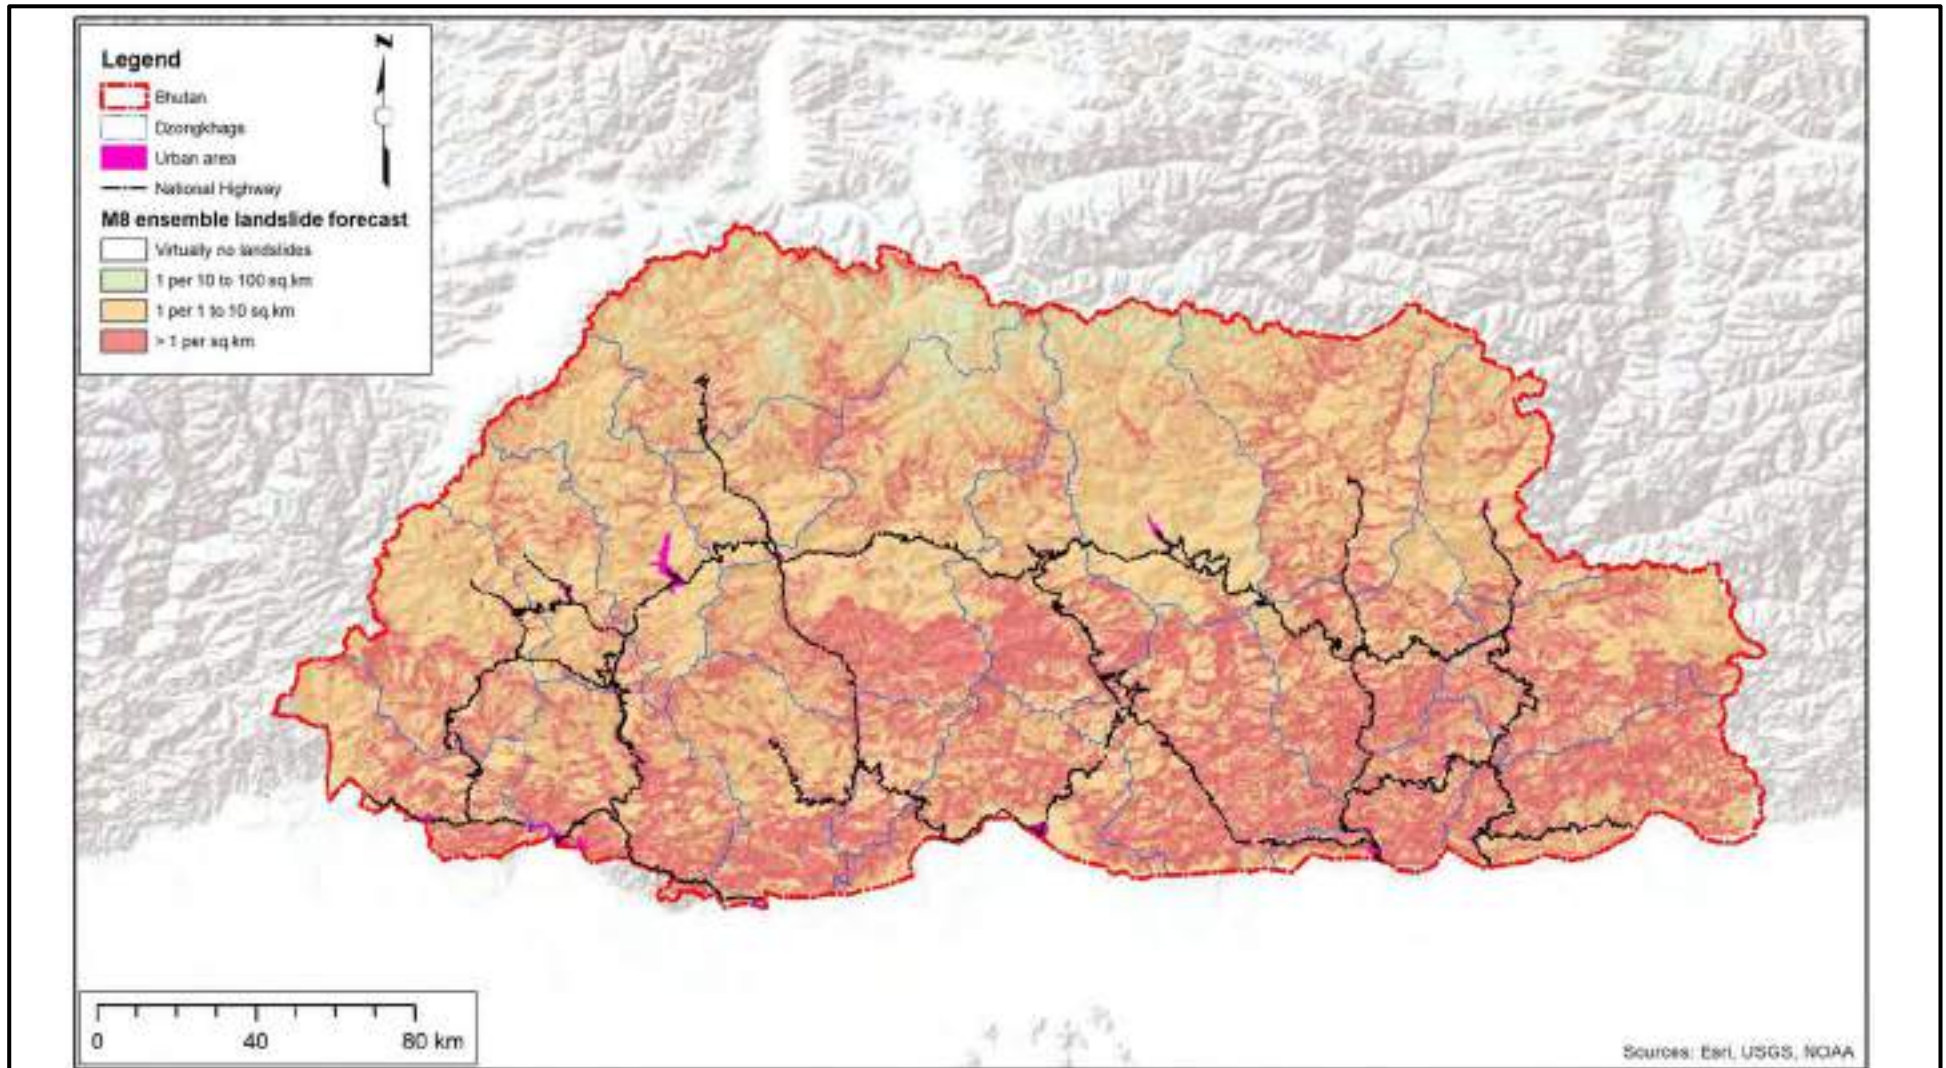 Legend
N
Bhutan
Dzongkhags
Urban area
National Highway
M8 ensemble landslide forecast
Virtually no landslides
1 per 10 to 100 sq.km
1 per 1 to 10 sq.km
> 1 per sq.km
0 40 80 km
Sources: Esri, USGS, NOAA